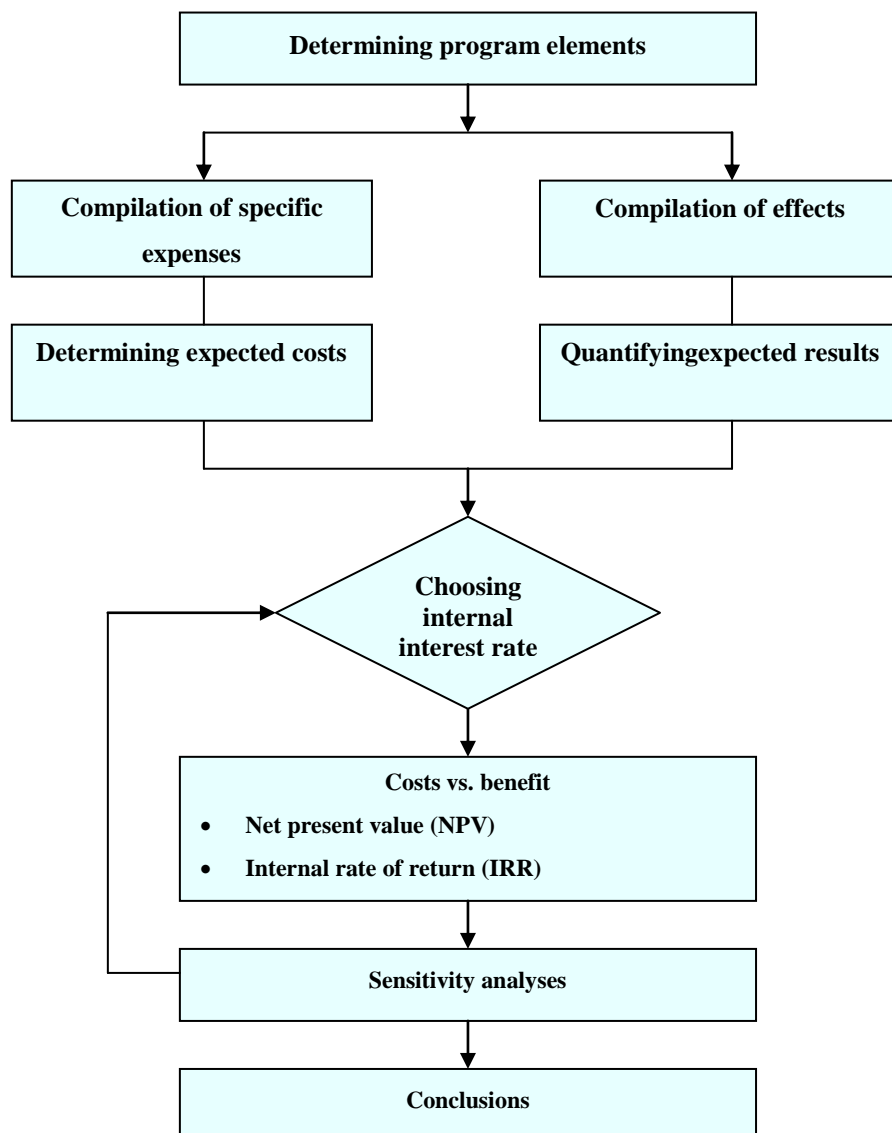 Determining program elements
Compilation of specific
expenses
Compilation of effects
Determining expected costs
Quantifyingexpected results
Choosing
internal
interest rate
Costs vs. benefit
• Net present value (NPV)
• Internal rate of return (IRR)
Sensitivity analyses
Conclusions